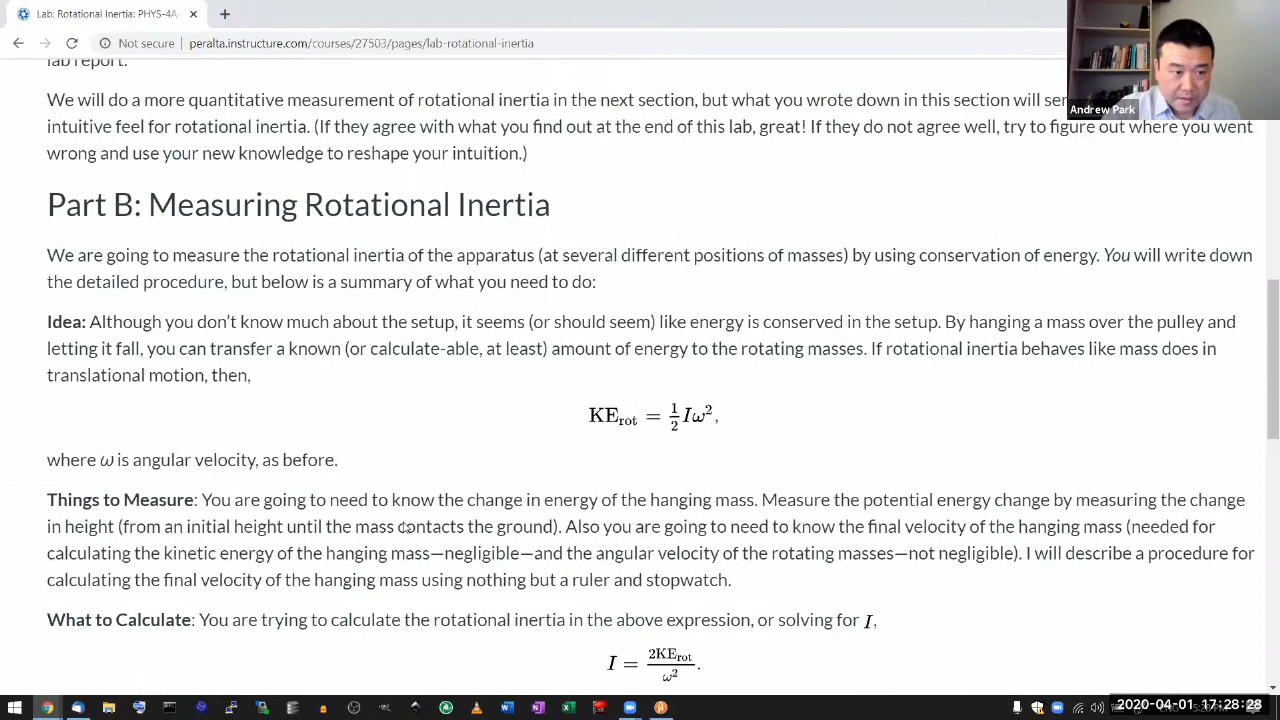 Lab: Rotational Inertia: PHYS-4A-
Not secure | peralta.instructure.com/courses/27503/pages/lab-rotational-inertia
Andrew Park
lab report.
We will do a more quantitative measurement of rotational inertia in the next section, but what you wrote down in this section will
intuitive feel for rotational inertia. (If they agree with what you find out at the end of this lab, great! If they do not agree well, try to figure out where you went
wrong and use your new knowledge to reshape your intuition.)
Part B: Measuring Rotational Inertia
We are going to measure the rotational inertia of the apparatus (at several different positions of masses) by using conservation of energy. You will write down
the detailed procedure, but below is a summary of what you need to do:
Idea: Although you don't know much about the setup, it seems (or should seem) like energy is conserved in the setup. By hanging a mass over the pulley and
letting it fall, you can transfer a known (or calculate-able, at least) amount of energy to the rotating masses. If rotational inertia behaves like mass does in
translational motion, then,
KE_rot = 1/2 Iω²,
where ω is angular velocity, as before.
Things to Measure: You are going to need to know the change in energy of the hanging mass. Measure the potential energy change by measuring the change
in height (from an initial height until the mass contacts the ground). Also you are going to need to know the final velocity of the hanging mass (needed for
calculating the kinetic energy of the hanging mass—negligible—and the angular velocity of the rotating masses—not negligible). I will describe a procedure for
calculating the final velocity of the hanging mass using nothing but a ruler and stopwatch.
What to Calculate: You are trying to calculate the rotational inertia in the above expression, or solving for I,
I = 2KE_rot/ω².
2020-04-01 17:28:28